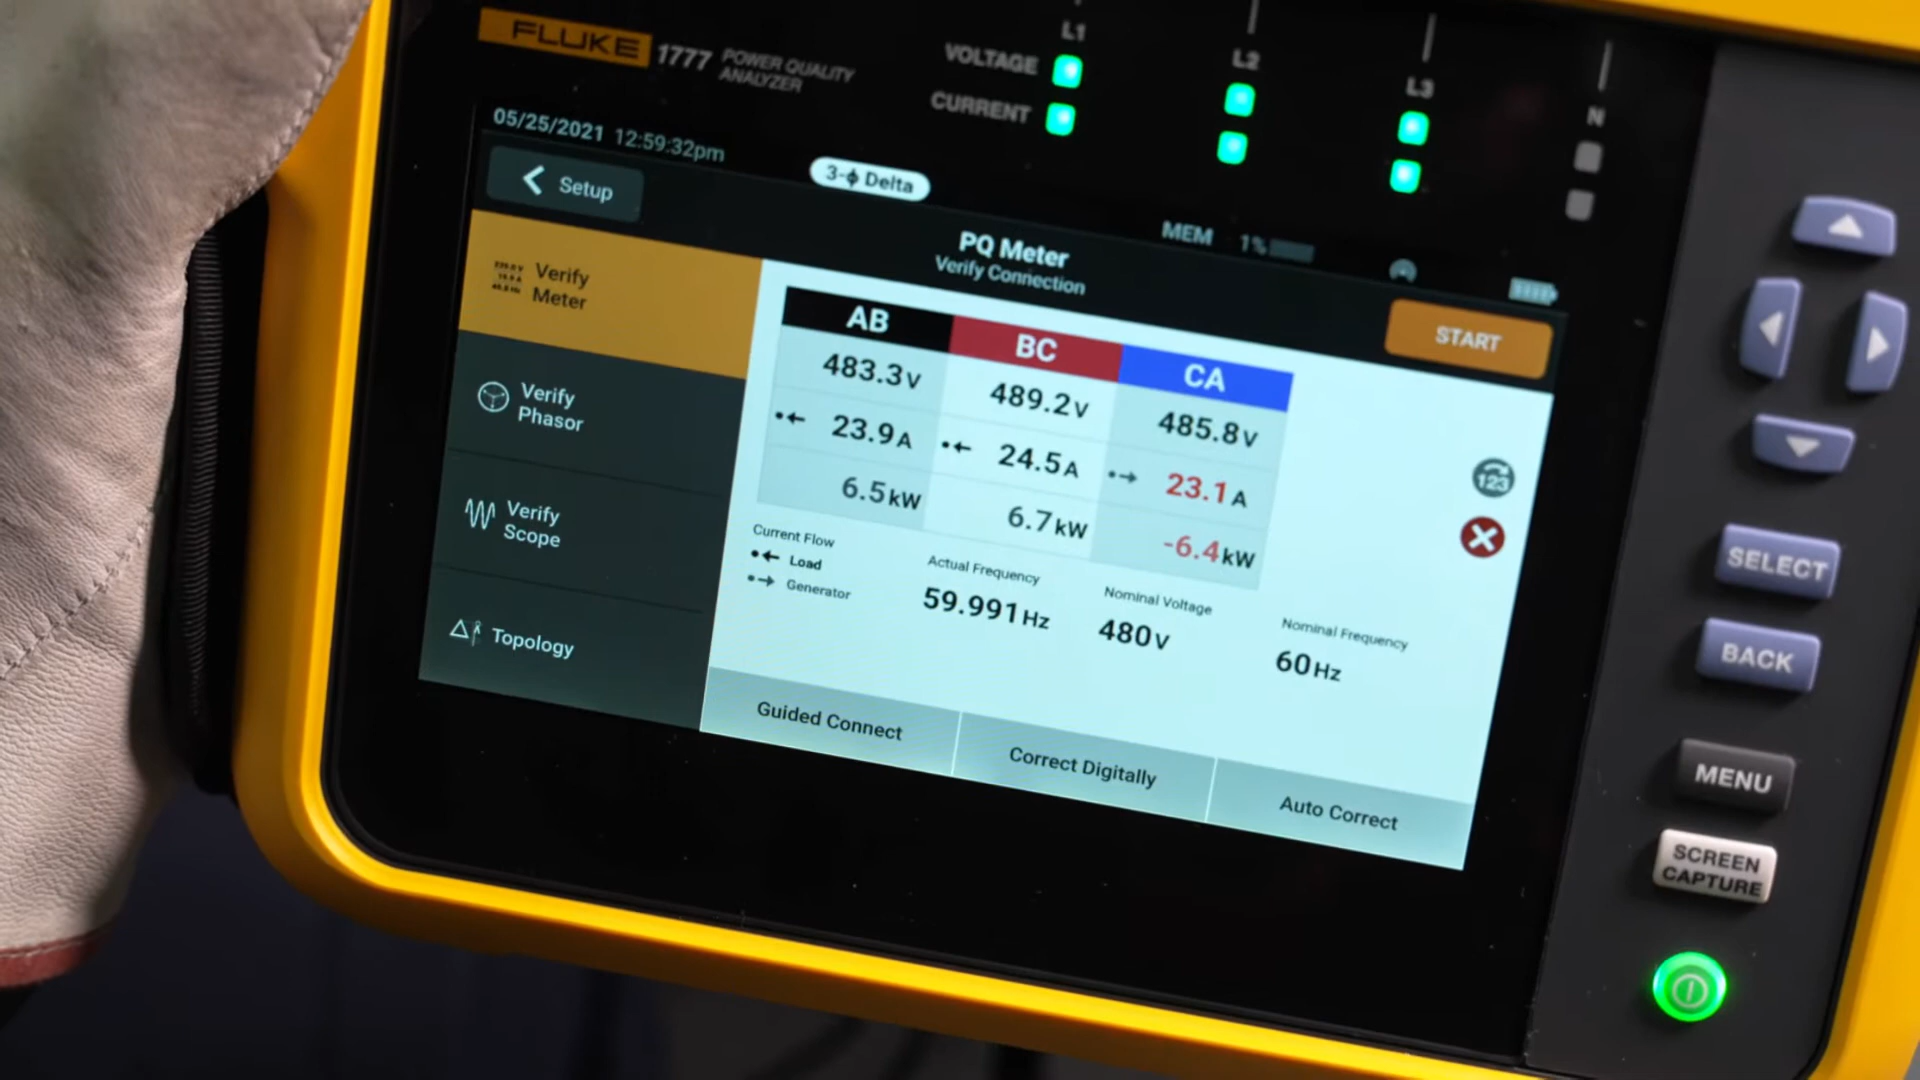 FLUKE 1777 POWER QUALITY
ANALYZER
L1
L2
L3
N
VOLTAGE
CURRENT
05/25/2021 12:59:32pm
Setup
3-ϕ Delta
PQ Meter
Verify Connection
MEM 1%
START
Verify
Meter
Verify
Phasor
Verify
Scope
Topology
AB BC CA
483.3V 489.2V 485.8V
23.9A 24.5A 23.1A
6.5kW 6.7kW -6.4kW
123
Current Flow
Load
Generator
Actual Frequency
59.991Hz
Nominal Voltage
480V
Nominal Frequency
60Hz
Guided Connect
Correct Digitally
Auto Correct
SELECT
BACK
MENU
SCREEN
CAPTURE